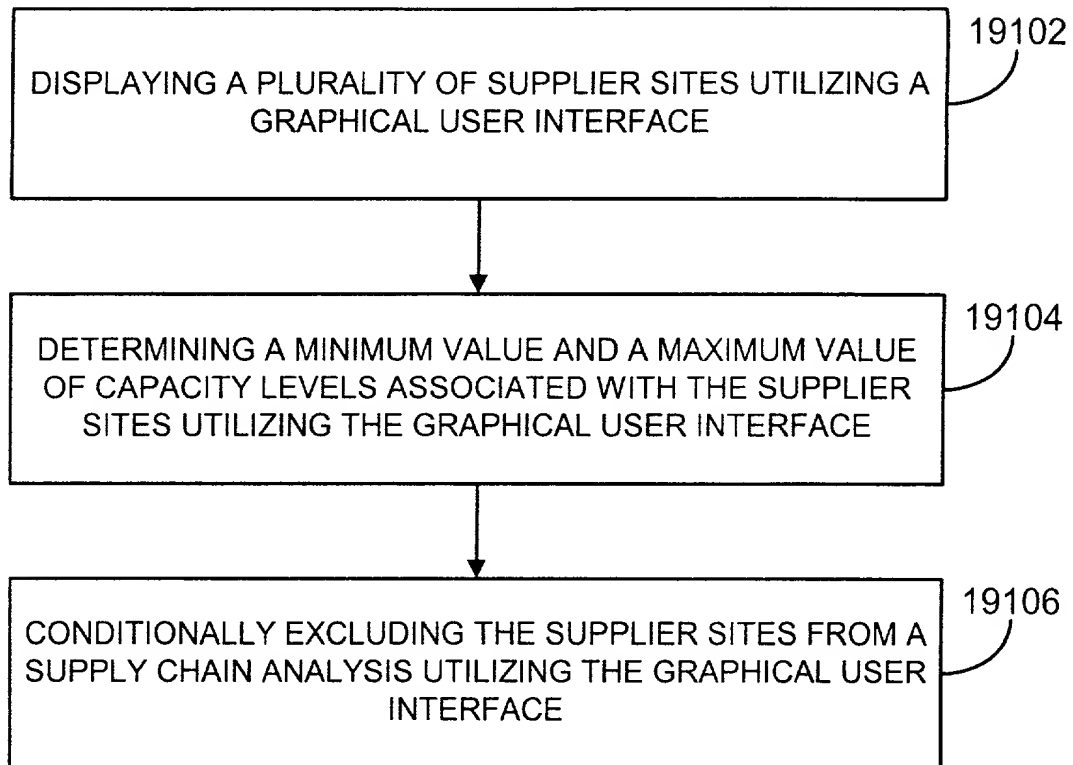 19102
DISPLAYING A PLURALITY OF SUPPLIER SITES UTILIZING A
GRAPHICAL USER INTERFACE
19104
DETERMINING A MINIMUM VALUE AND A MAXIMUM VALUE
OF CAPACITY LEVELS ASSOCIATED WITH THE SUPPLIER
SITES UTILIZING THE GRAPHICAL USER INTERFACE
19106
CONDITIONALLY EXCLUDING THE SUPPLIER SITES FROM A
SUPPLY CHAIN ANALYSIS UTILIZING THE GRAPHICAL USER
INTERFACE